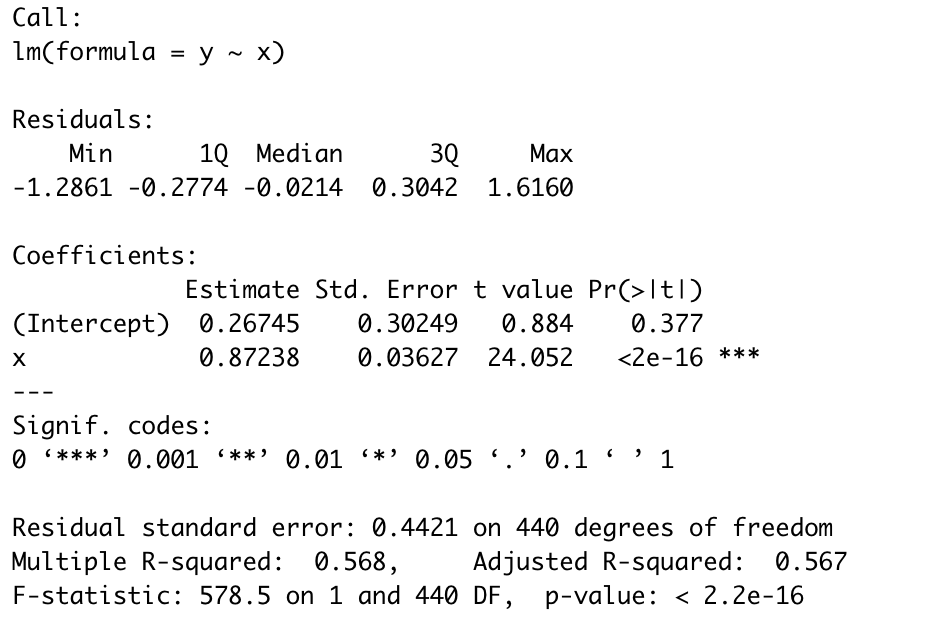 Call:
lm(formula = y ~ x)
Residuals:
    Min      1Q  Median      3Q     Max
-1.2861 -0.2774 -0.0214  0.3042  1.6160
Coefficients:
            Estimate Std. Error t value Pr(>|t|)
(Intercept)  0.26745    0.30249   0.884    0.377
x            0.87238    0.03627  24.052   <2e-16 ***
---
Signif. codes:
0 ‘***’ 0.001 ‘**’ 0.01 ‘*’ 0.05 ‘.’ 0.1 ‘ ’ 1
Residual standard error: 0.4421 on 440 degrees of freedom
Multiple R-squared:  0.568,     Adjusted R-squared:  0.567
F-statistic: 578.5 on 1 and 440 DF,  p-value: < 2.2e-16